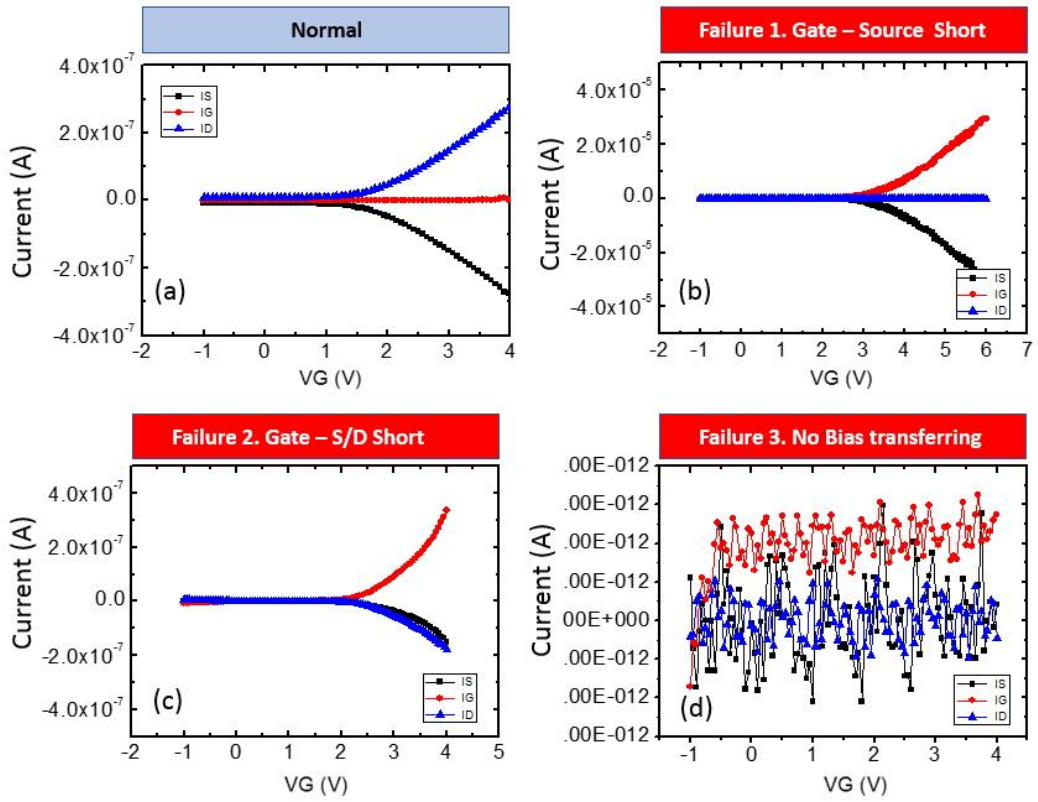 Normal
4.0x10⁻⁷
2.0x10⁻⁷
0.0
-2.0x10⁻⁷
-4.0x10⁻⁷
Current (A)
IS
IG
ID
(a)
-2 -1 0 1 2 3 4
VG (V)
Failure 1. Gate – Source Short
4.0x10⁻⁵
2.0x10⁻⁵
0.0
-2.0x10⁻⁵
-4.0x10⁻⁵
Current (A)
IS
IG
ID
(b)
-2 -1 0 1 2 3 4 5 6 7
VG (V)
Failure 2. Gate – S/D Short
4.0x10⁻⁷
2.0x10⁻⁷
0.0
-2.0x10⁻⁷
-4.0x10⁻⁷
Current (A)
IS
IG
ID
(c)
-2 -1 0 1 2 3 4 5
VG (V)
Failure 3. No Bias transferring
.00E-012
.00E-012
.00E-012
.00E-012
00E+000
.00E-012
.00E-012
.00E-012
Current (A)
IS
IG
ID
(d)
-1 0 1 2 3 4
VG (V)